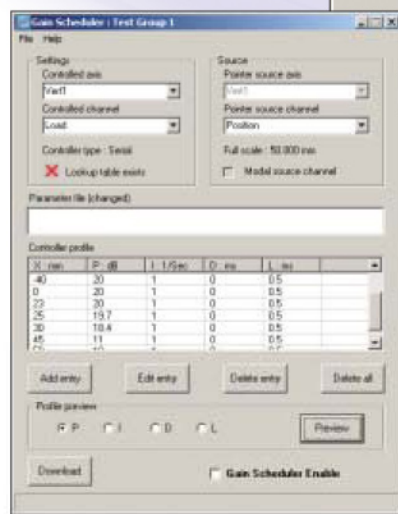 Gain Scheduler : Test Group 1
File Help
Settings
Controlled axis
Vert1
Controlled channel
Load
Controller type : Serial
Lookup table exists
Source
Pointer source axis
Vert1
Pointer source channel
Position
Full scale : 50.000 mm
Modal source channel
Parameter file (changed)
Controller profile
X : mm P : dB I : 1/Sec D : ms L : ms
-40 20 1 0 0.5
0 20 1 0 0.5
23 20 1 0 0.5
25 19.7 1 0 0.5
30 18.4 1 0 0.5
45 11 1 0 0.5
Add entry Edit entry Delete entry Delete all
Profile preview
P I D L Preview
Download Gain Scheduler Enable